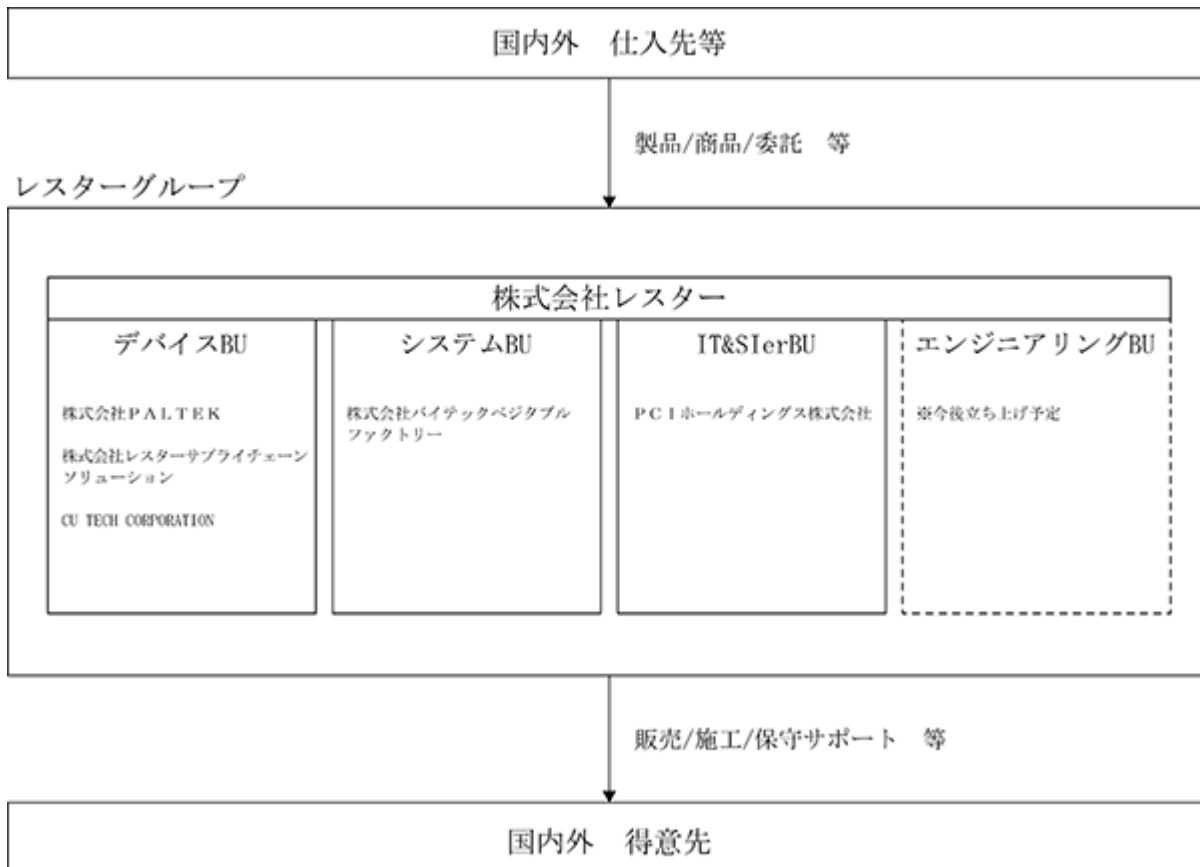 国内外　仕入先等
製品/商品/委託　等
レスターグループ
株式会社レスター
デバイスBU
株式会社ＰＡＬＴＥＫ
株式会社レスターサプライチェーン
ソリューション
CU TECH CORPORATION
システムBU
株式会社バイテックベジタブル
ファクトリー
IT&SIerBU
ＰＣＩホールディングス株式会社
エンジニアリングBU
※今後立ち上げ予定
販売/施工/保守サポート　等
国内外　得意先